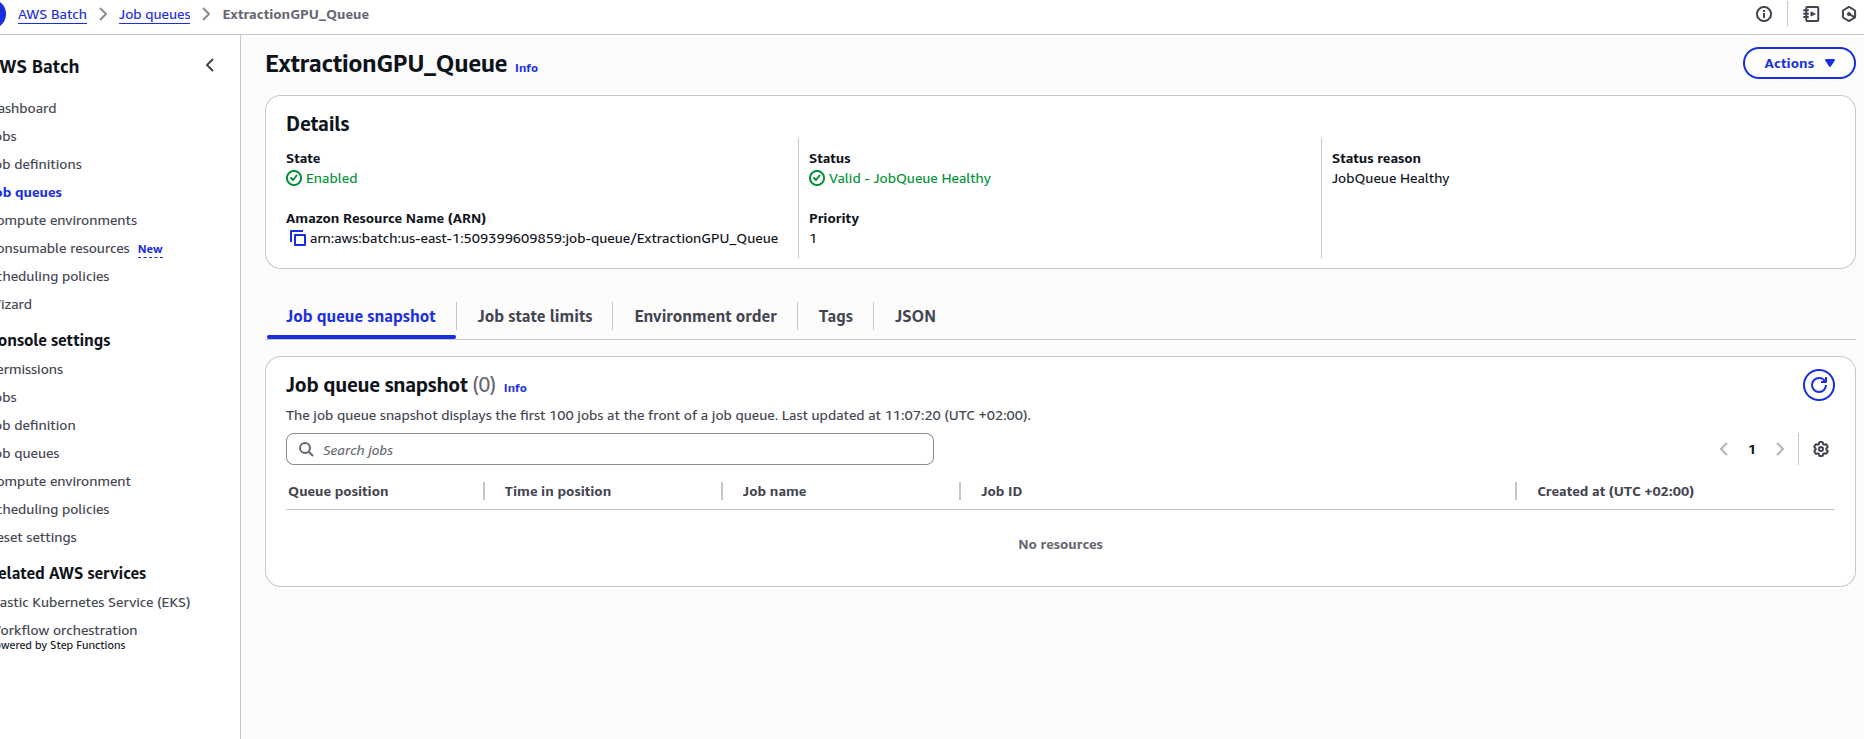 AWS Batch > Job queues > ExtractionGPU_Queue
WS Batch
ashboard
obs
ob definitions
ob queues
ompute environments
onsumable resources New
cheduling policies
izard
onsole settings
ermissions
obs
ob definition
ob queues
ompute environment
cheduling policies
eset settings
elated AWS services
astic Kubernetes Service (EKS)
orkflow orchestration
owered by Step Functions
ExtractionGPU_Queue Info
Actions
Details
State
Enabled
Amazon Resource Name (ARN)
arn:aws:batch:us-east-1:509399609859:job-queue/ExtractionGPU_Queue
Status
Valid - JobQueue Healthy
Priority
1
Status reason
JobQueue Healthy
Job queue snapshot Job state limits Environment order Tags JSON
Job queue snapshot (0) Info
The job queue snapshot displays the first 100 jobs at the front of a job queue. Last updated at 11:07:20 (UTC +02:00).
Search jobs
1
Queue position Time in position Job name Job ID Created at (UTC +02:00)
No resources